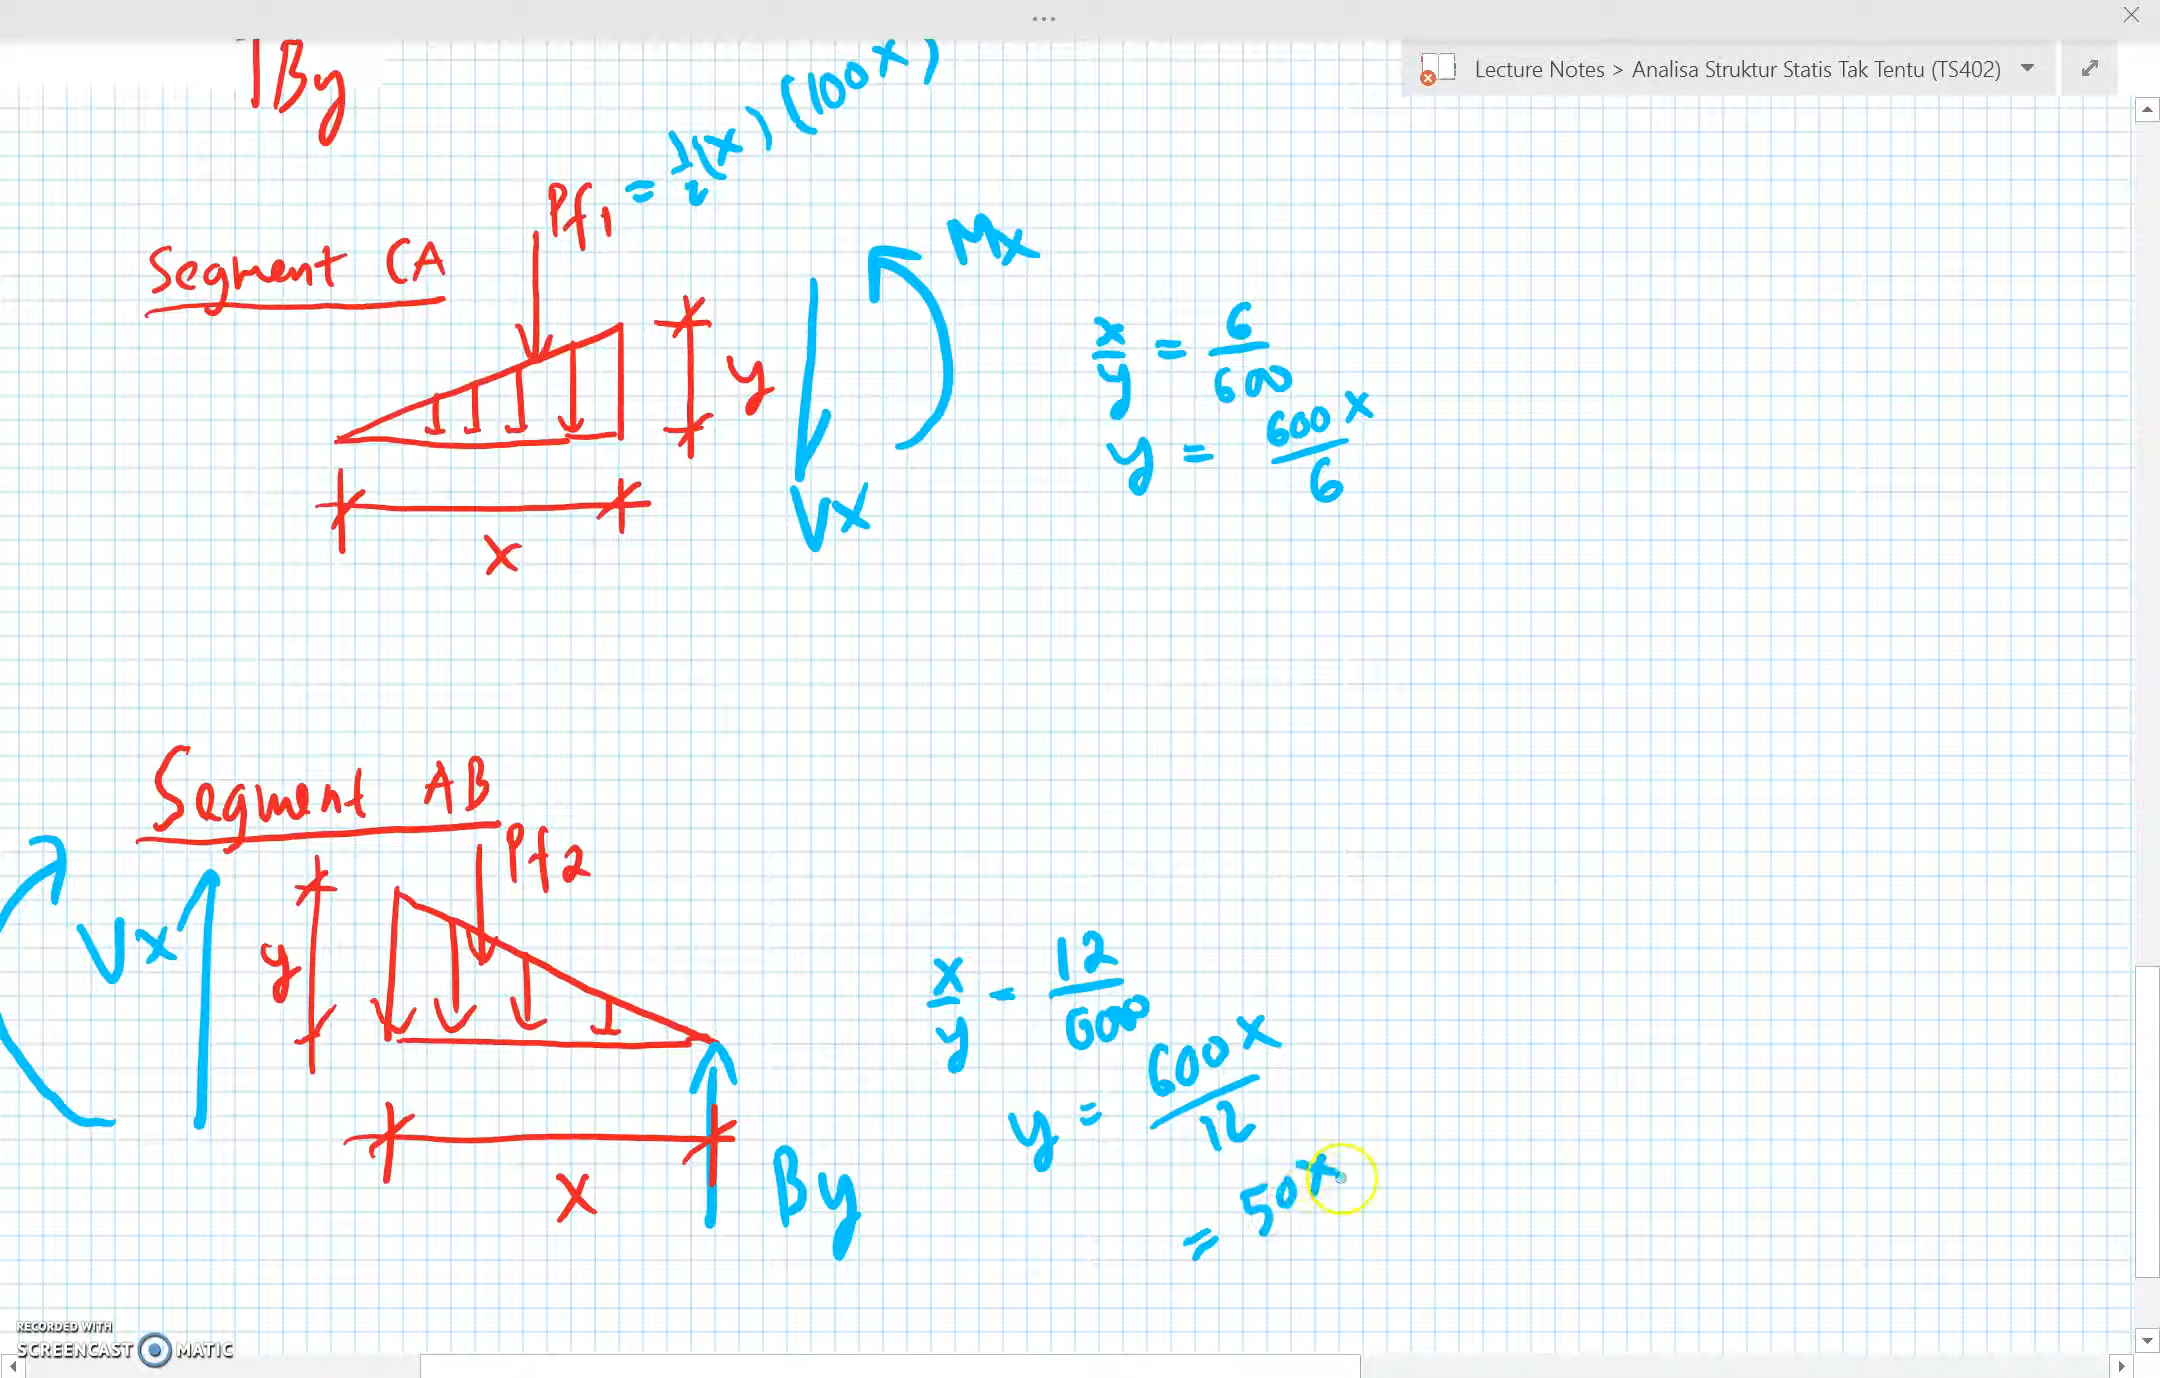 Lecture Notes > Analisa Struktur Statis Tak Tentu (TS402)
By
Pf1 = 1/2 (x) (100x)
Segment CA
Mx
y
Vx
x
x/y = 6/600
y = 600x/6
Segment AB
Pf2
Vx
y
x
By
x/y = 12/600
y = 600x/12
= 50x
RECORDED WITH
SCREENCAST MATIC